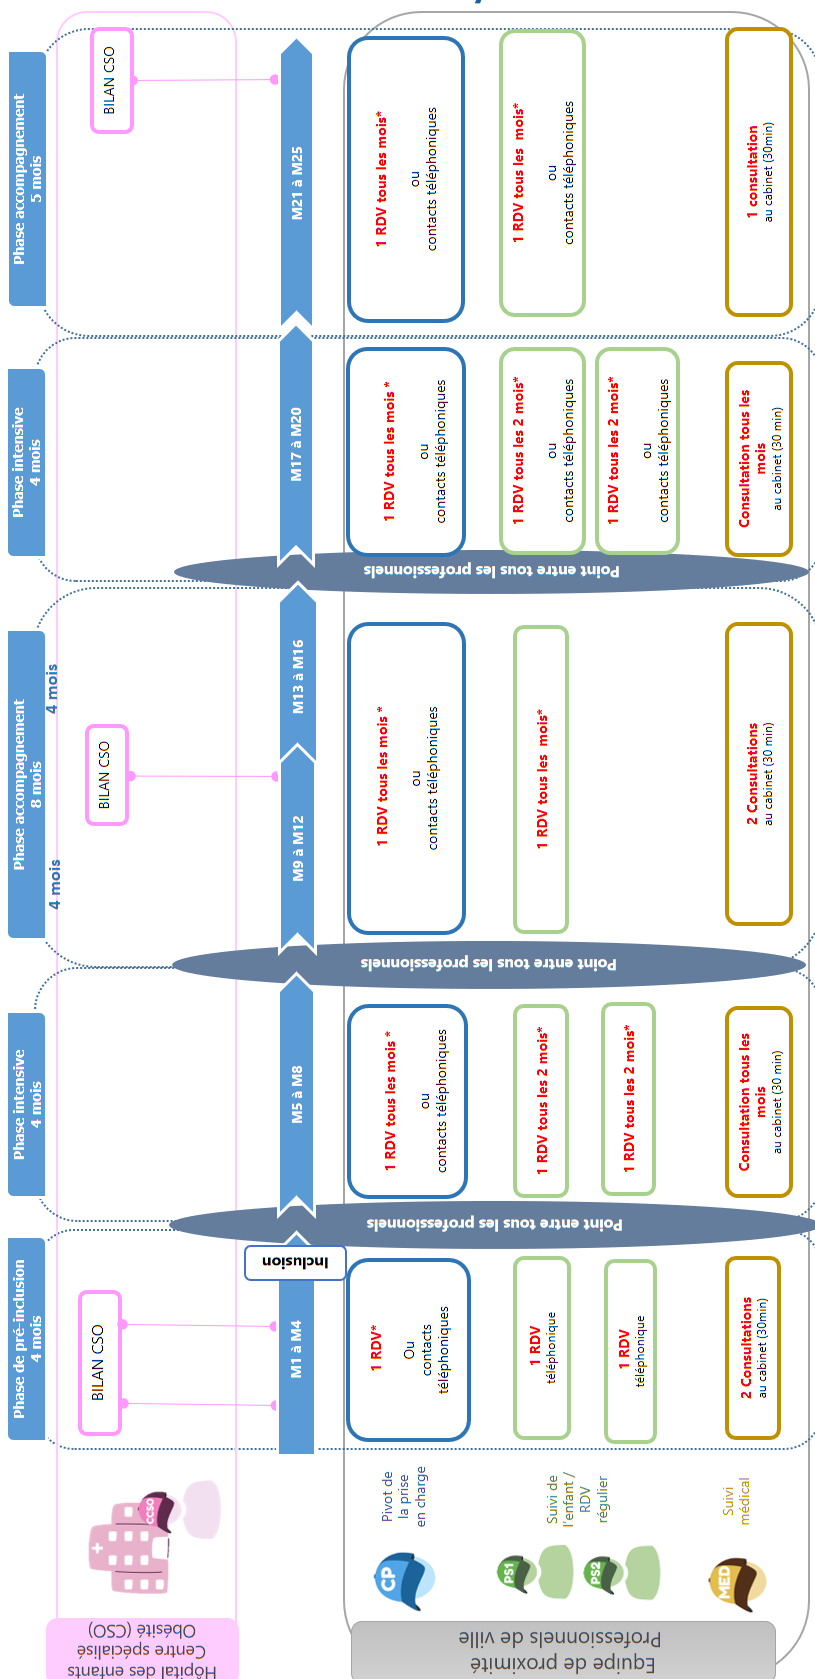 Phase de pré-inclusion
4 mois
Phase intensive
4 mois
Phase accompagnement
8 mois
Phase intensive
4 mois
Phase accompagnement
5 mois
4 mois
4 mois
Hôpital des enfants
Centre spécialisé
Obésité (CSO)
CCSO
BILAN CSO
BILAN CSO
BILAN CSO
M1 à M4
Inclusion
M5 à M8
M9 à M12
M13 à M16
M17 à M20
M21 à M25
Point entre tous les professionnels
Point entre tous les professionnels
Point entre tous les professionnels
Equipe de proximité
Professionnels de ville
CP
Pivot de
la prise
en charge
1 RDV*
Ou
contacts
téléphoniques
1 RDV tous les mois *
ou
contacts téléphoniques
1 RDV tous les mois *
ou
contacts téléphoniques
1 RDV tous les mois *
ou
contacts téléphoniques
1 RDV tous les mois*
ou
contacts téléphoniques
PS1
PS2
Suivi de
l'enfant /
RDV
régulier
1 RDV
téléphonique
1 RDV tous les 2 mois*
1 RDV tous les mois*
1 RDV tous les 2 mois*
ou
contacts téléphoniques
1 RDV tous les mois*
ou
contacts téléphoniques
1 RDV
téléphonique
1 RDV tous les 2 mois*
1 RDV tous les 2 mois*
ou
contacts téléphoniques
MED
Suivi
médical
2 Consultations
au cabinet (30min)
Consultation tous les
mois
au cabinet (30 min)
2 Consultations
au cabinet (30 min)
Consultation tous les
mois
au cabinet (30 min)
1 consultation
au cabinet (30min)